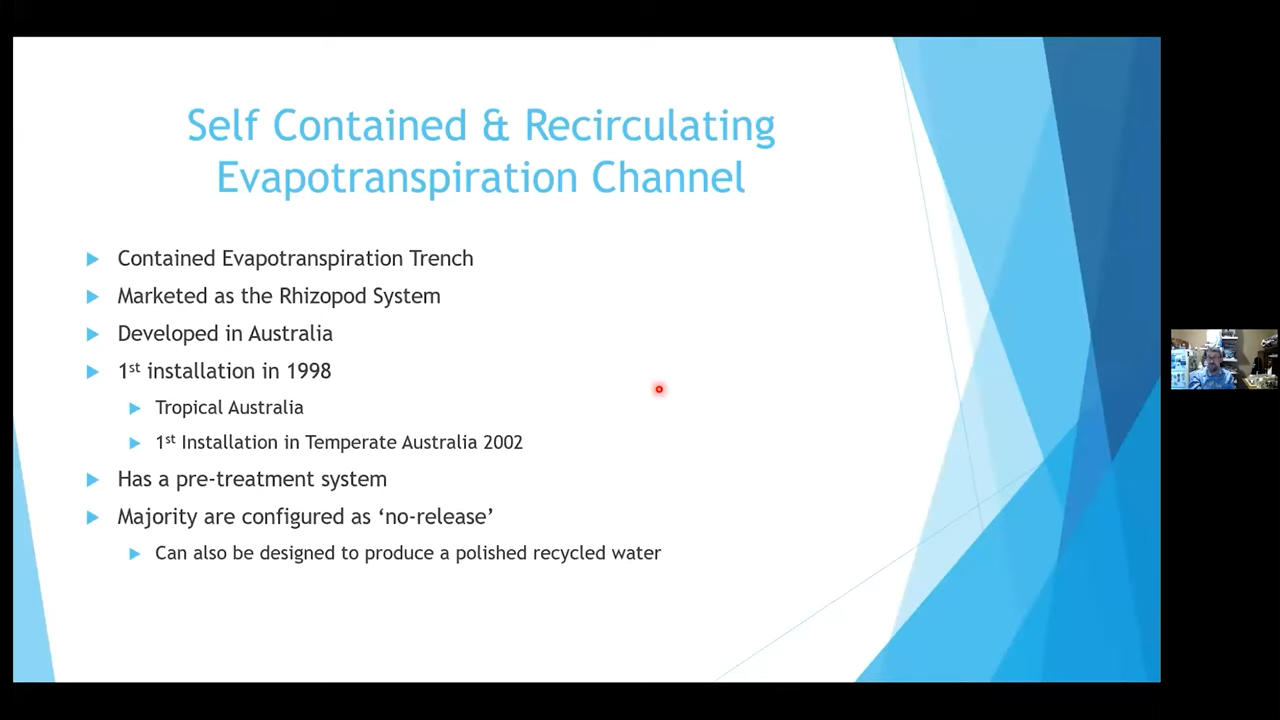 Self Contained & Recirculating
Evapotranspiration Channel
Contained Evapotranspiration Trench
Marketed as the Rhizopod System
Developed in Australia
1st installation in 1998
Tropical Australia
1st Installation in Temperate Australia 2002
Has a pre-treatment system
Majority are configured as ‘no-release’
Can also be designed to produce a polished recycled water